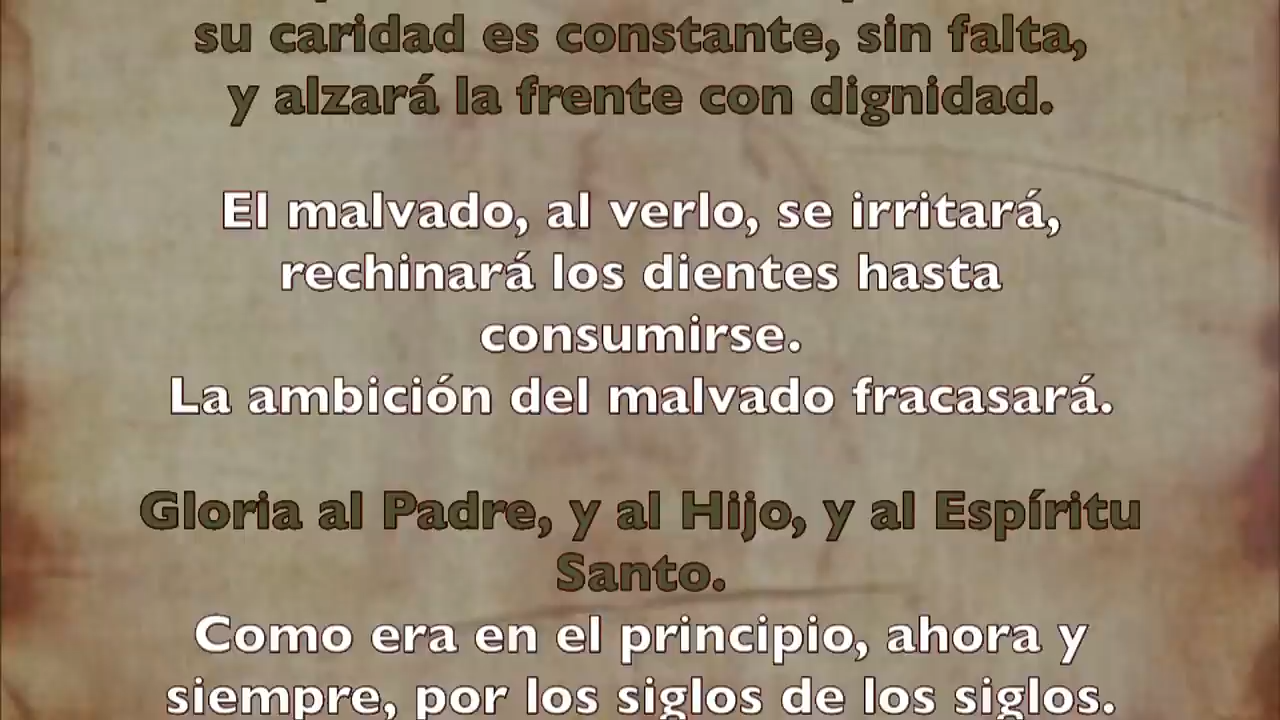 su caridad es constante, sin falta,
y alzará la frente con dignidad.
El malvado, al verlo, se irritará,
rechinará los dientes hasta
consumirse.
La ambición del malvado fracasará.
Gloria al Padre, y al Hijo, y al Espíritu
Santo.
Como era en el principio, ahora y
siempre, por los siglos de los siglos.